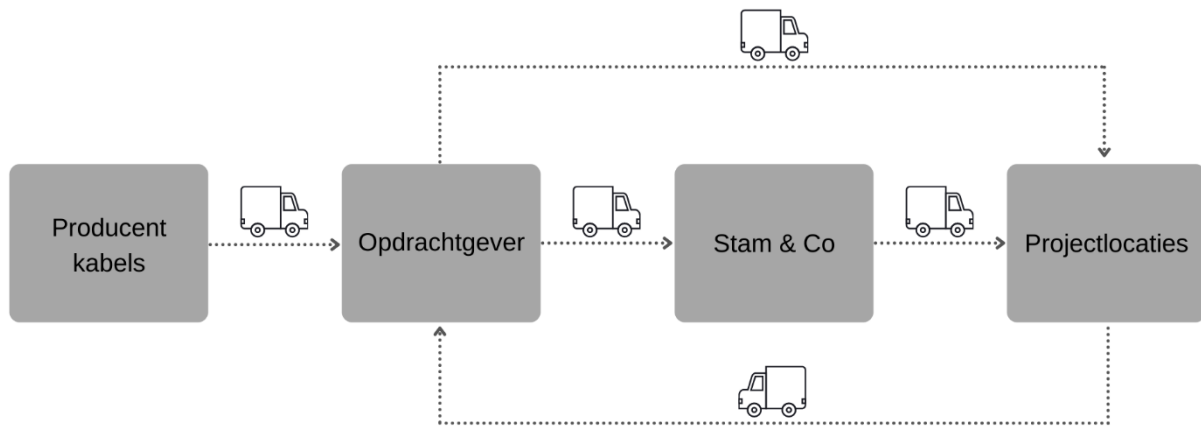 Producent
kabels
Opdrachtgever
Stam & Co
Projectlocaties